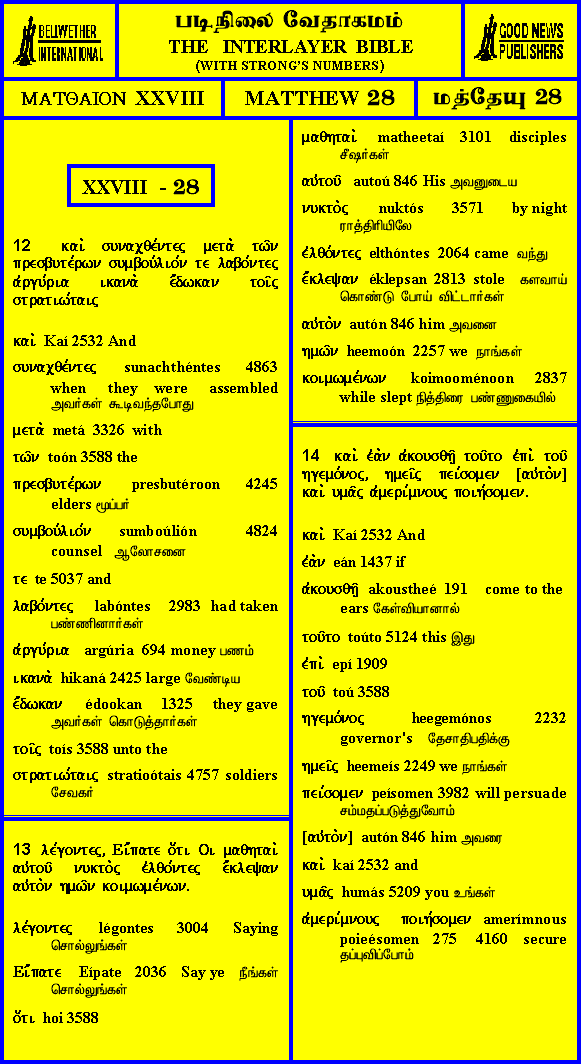 BELLWETHER
INTERNATIONAL
படிநிலை வேதாகமம்
THE INTERLAYER BIBLE
(WITH STRONG'S NUMBERS)
GOOD NEWS
PUBLISHERS
ΜΑΤΘΑΙΟΝ XXVIII
MATTHEW 28
மத்தேயு 28
XXVIII - 28
12 καὶ συναχθέντες μετὰ τῶν
πρεσβυτέρων συμβούλιόν τε λαβόντες
ἀργύρια ικανὰ ἔδωκαν τοῖς
στρατιώταις
καὶ Kaí 2532 And
συναχθέντες sunachthéntes 4863
when they were assembled
அவர்கள் கூடிவந்தபோது
μετὰ metá 3326 with
τῶν toón 3588 the
πρεσβυτέρων presbutéroon 4245
elders மூப்பர்
συμβούλιόν sumboúlión 4824
counsel ஆலோசனை
τε te 5037 and
λαβόντες labóntes 2983 had taken
பண்ணினார்கள்
ἀργύρια argúria 694 money பணம்
ικανὰ hikaná 2425 large வேண்டிய
ἔδωκαν édookan 1325 they gave
அவர்கள் கொடுத்தார்கள்
τοῖς toís 3588 unto the
στρατιώταις stratioótais 4757 soldiers
சேவகர்
13 λέγοντες, Εἴπατε ὅτι Οι μαθηταὶ
αὐτοῦ νυκτὸς ἐλθόντες ἔκλεψαν
αὐτὸν ημῶν κοιμωμένων.
λέγοντες légontes 3004 Saying
சொல்லுங்கள்
Εἴπατε Eípate 2036 Say ye நீங்கள்
சொல்லுங்கள்
ὅτι hoi 3588
μαθηταὶ matheetaí 3101 disciples
சீஷர்கள்
αὐτοῦ autoú 846 His அவனுடைய
νυκτὸς nuktós 3571 by night
ராத்திரியிலே
ἐλθόντες elthóntes 2064 came வந்து
ἔκλεψαν éklepsan 2813 stole களவாய்
கொண்டு போய் விட்டார்கள்
αὐτὸν autón 846 him அவனை
ημῶν heemoón 2257 we நாங்கள்
κοιμωμένων koimooménoon 2837
while slept நித்திரை பண்ணுகையில்
14 καὶ ἐὰν ἀκουσθῇ τοῦτο ἐπὶ τοῦ
ηγεμόνος, ημεῖς πείσομεν [αὐτὸν]
καὶ υμᾶς ἀμερίμνους ποιήσομεν.
καὶ Kaí 2532 And
ἐὰν eán 1437 if
ἀκουσθῇ akoustheé 191 come to the
ears கேள்வியானால்
τοῦτο toúto 5124 this இது
ἐπὶ epí 1909
τοῦ toú 3588
ηγεμόνος heegemónos 2232
governor's தேசாதிபதிக்கு
ημεῖς heemeís 2249 we நாங்கள்
πείσομεν peísomen 3982 will persuade
சம்மதப்படுத்துவோம்
[αὐτὸν] autón 846 him அவரை
καὶ kaí 2532 and
υμᾶς humás 5209 you உங்கள்
ἀμερίμνους ποιήσομεν amerímnous
poieésomen 275 4160 secure
தப்புவிப்போம்